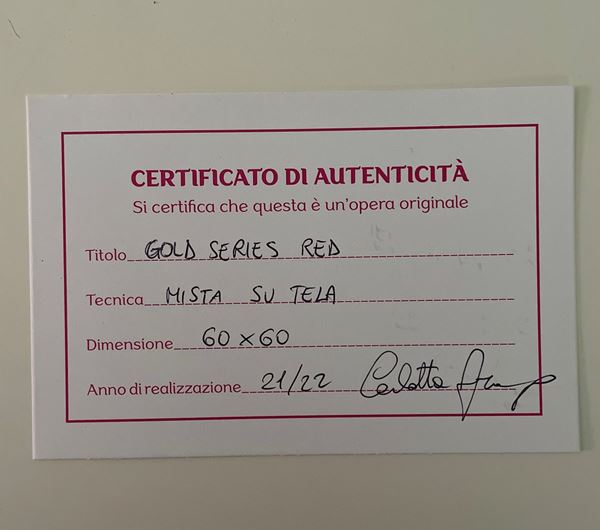 CERTIFICATO DI AUTENTICITÀ
Si certifica che questa è un'opera originale
Titolo GOLD SERIES RED
Tecnica MISTA SU TELA
Dimensione 60 x 60
Anno di realizzazione 21/22 Carlotta